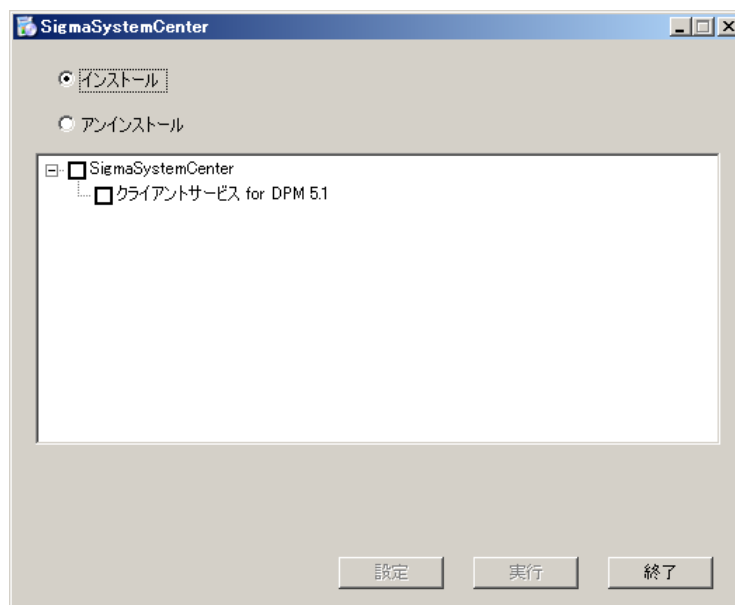 SigmaSystemCenter
インストール
アンインストール
SigmaSystemCenter
クライアントサービス for DPM 5.1
設定
実行
終了